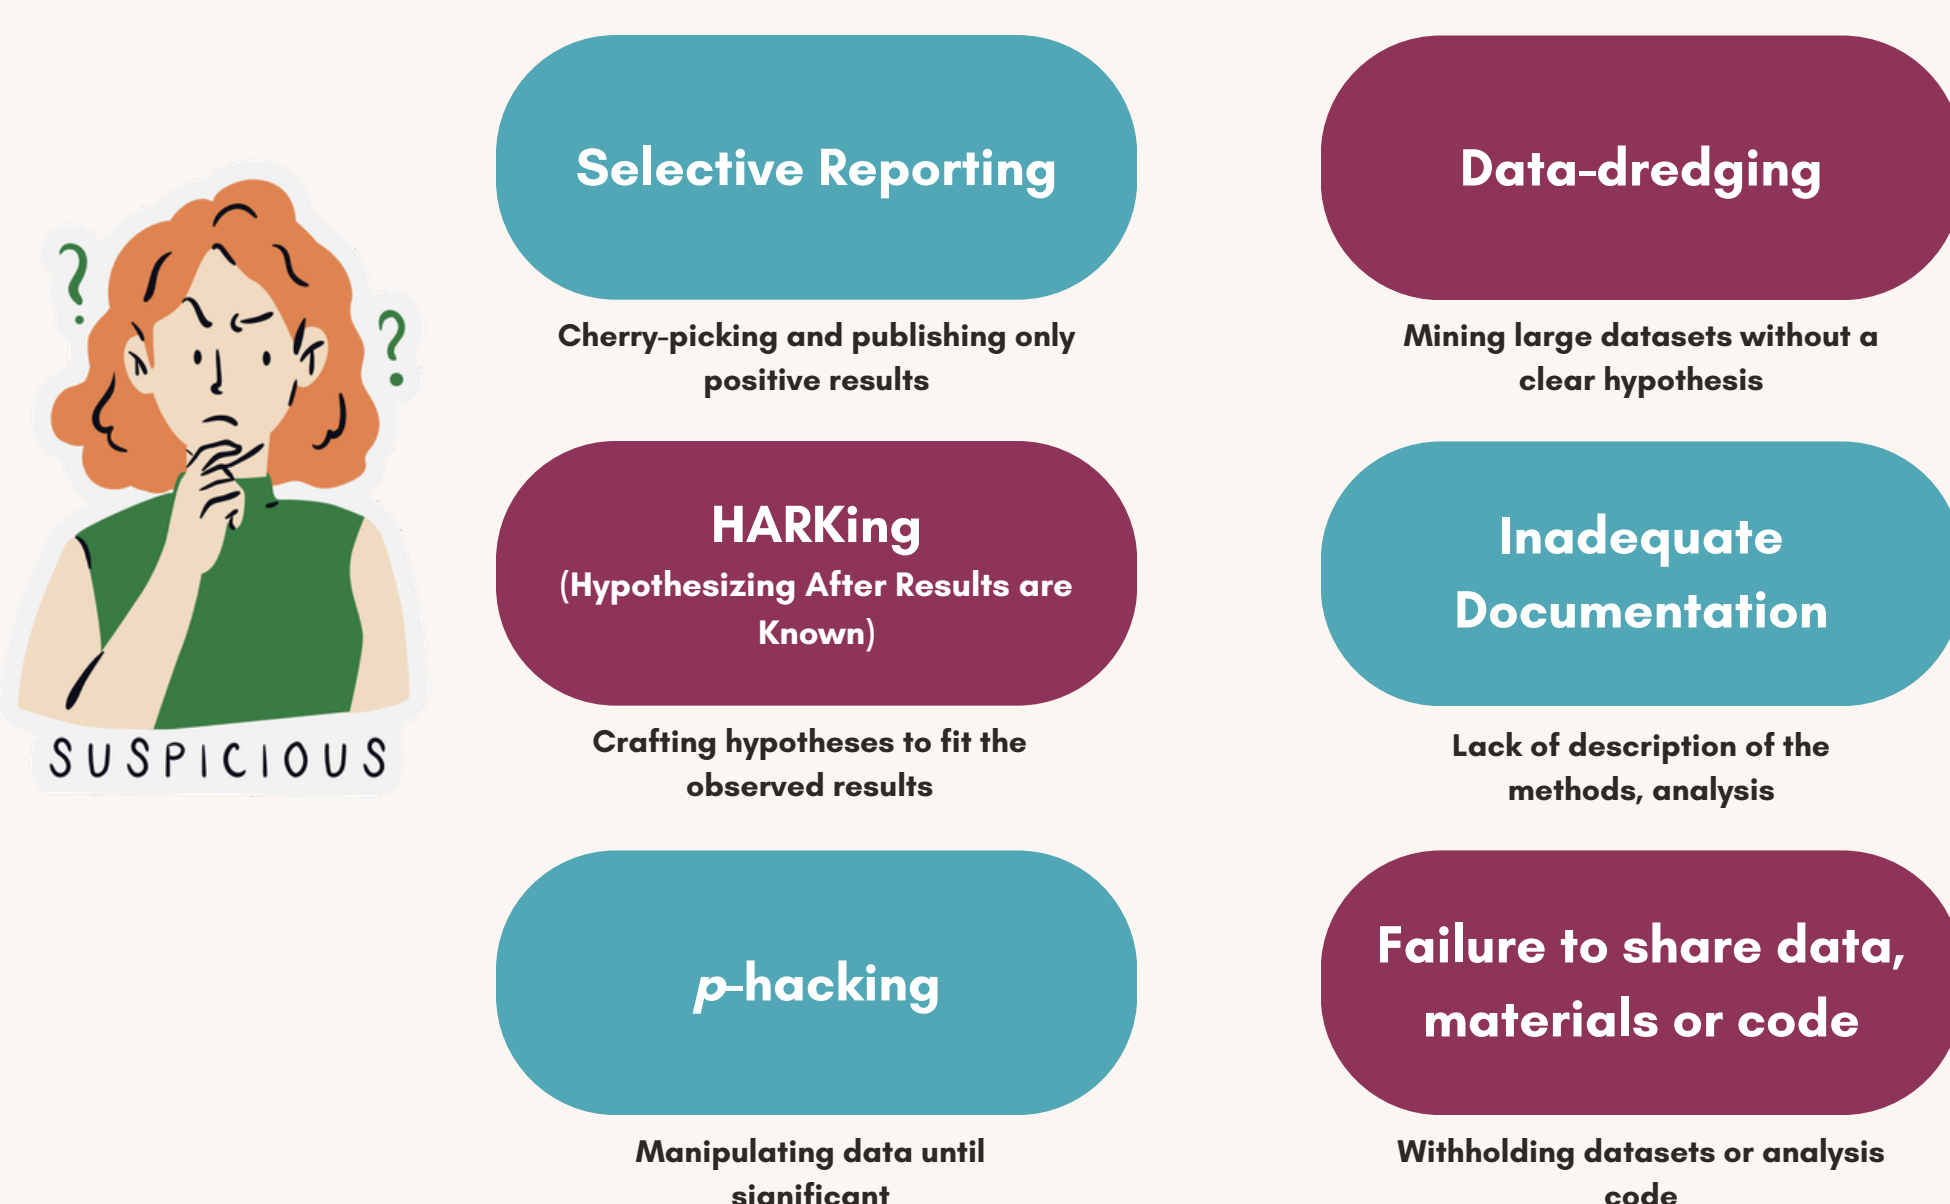 Selective Reporting
Cherry-picking and publishing only
positive results
Data-dredging
Mining large datasets without a
clear hypothesis
HARKing
(Hypothesizing After Results are
Known)
Crafting hypotheses to fit the
observed results
Inadequate
Documentation
Lack of description of the
methods, analysis
p-hacking
Manipulating data until
significant
Failure to share data,
materials or code
Withholding datasets or analysis
code
?
?
SUSPICIOUS